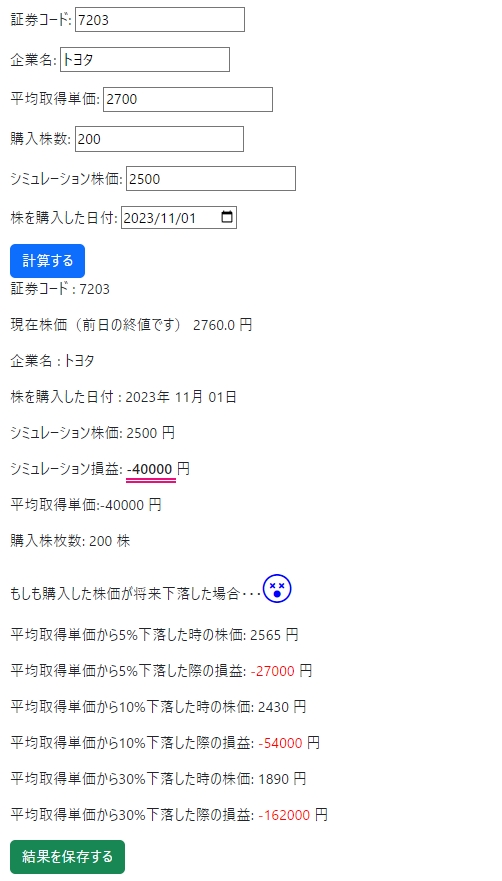 証券コード: 7203
企業名: トヨタ
平均取得単価: 2700
購入株数: 200
シミュレーション株価: 2500
株を購入した日付: 2023/11/01
計算する
証券コード : 7203
現在株価（前日の終値です） 2760.0 円
企業名 : トヨタ
株を購入した日付 : 2023年 11月 01日
シミュレーション株価: 2500 円
シミュレーション損益: -40000 円
平均取得単価:-40000 円
購入株枚数: 200 株
もしも購入した株価が将来下落した場合･･･
平均取得単価から5%下落した時の株価: 2565 円
平均取得単価から5%下落した際の損益: -27000 円
平均取得単価から10%下落した時の株価: 2430 円
平均取得単価から10%下落した際の損益: -54000 円
平均取得単価から30%下落した時の株価: 1890 円
平均取得単価から30%下落した際の損益: -162000 円
結果を保存する